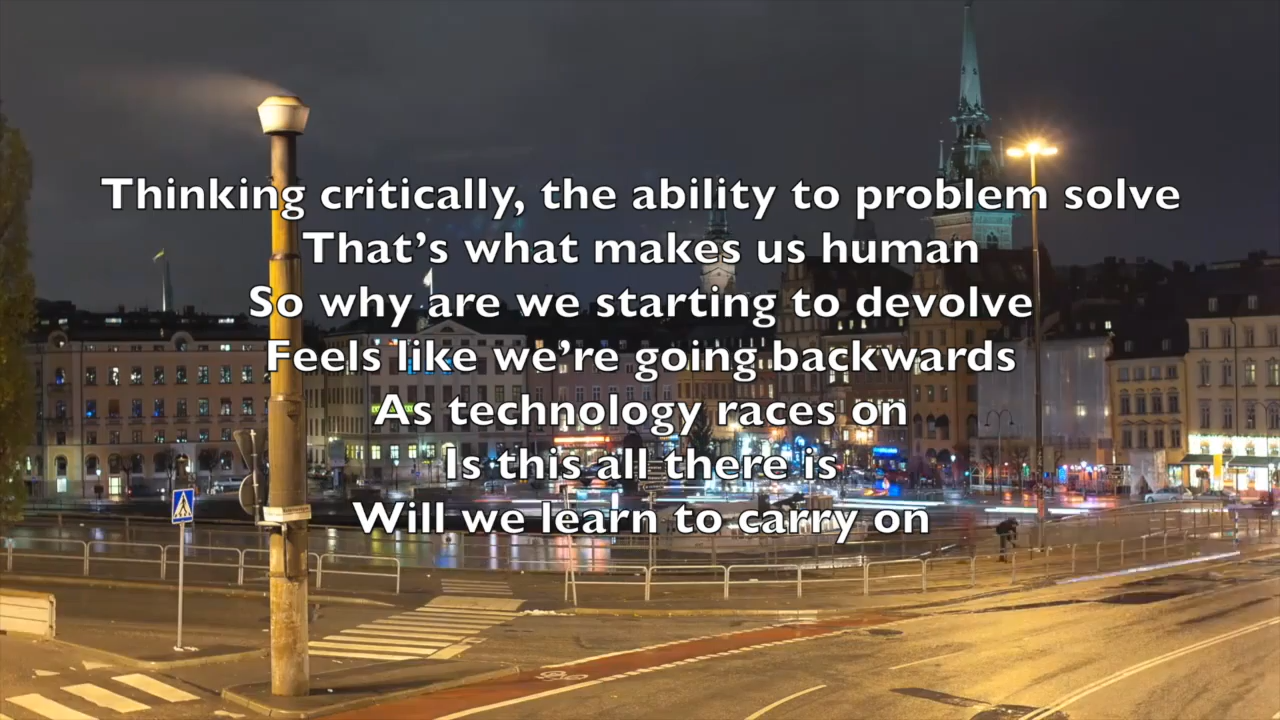 Thinking critically, the ability to problem solve
That’s what makes us human
So why are we starting to devolve
Feels like we’re going backwards
As technology races on
Is this all there is
Will we learn to carry on